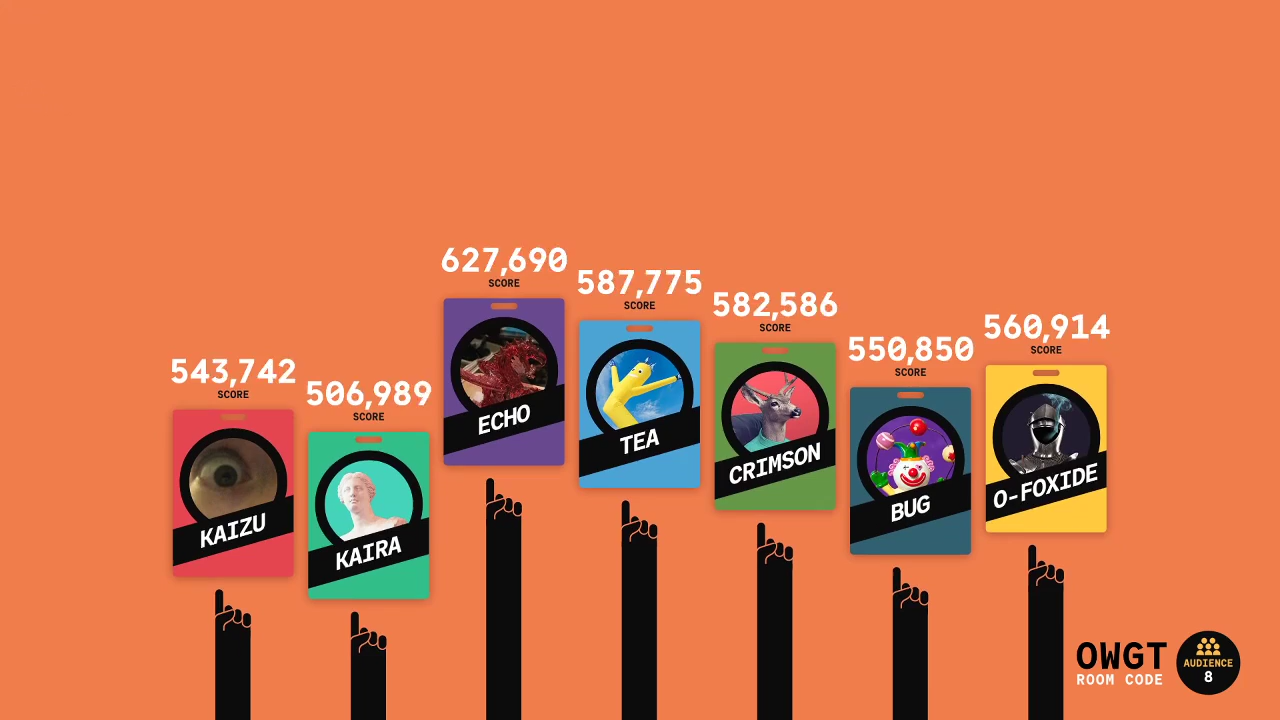 543,742
SCORE
KAIZU
506,989
SCORE
KAIRA
627,690
SCORE
ECHO
587,775
SCORE
TEA
582,586
SCORE
CRIMSON
550,850
SCORE
BUG
560,914
SCORE
O-FOXIDE
OWGT
ROOM CODE
AUDIENCE
8